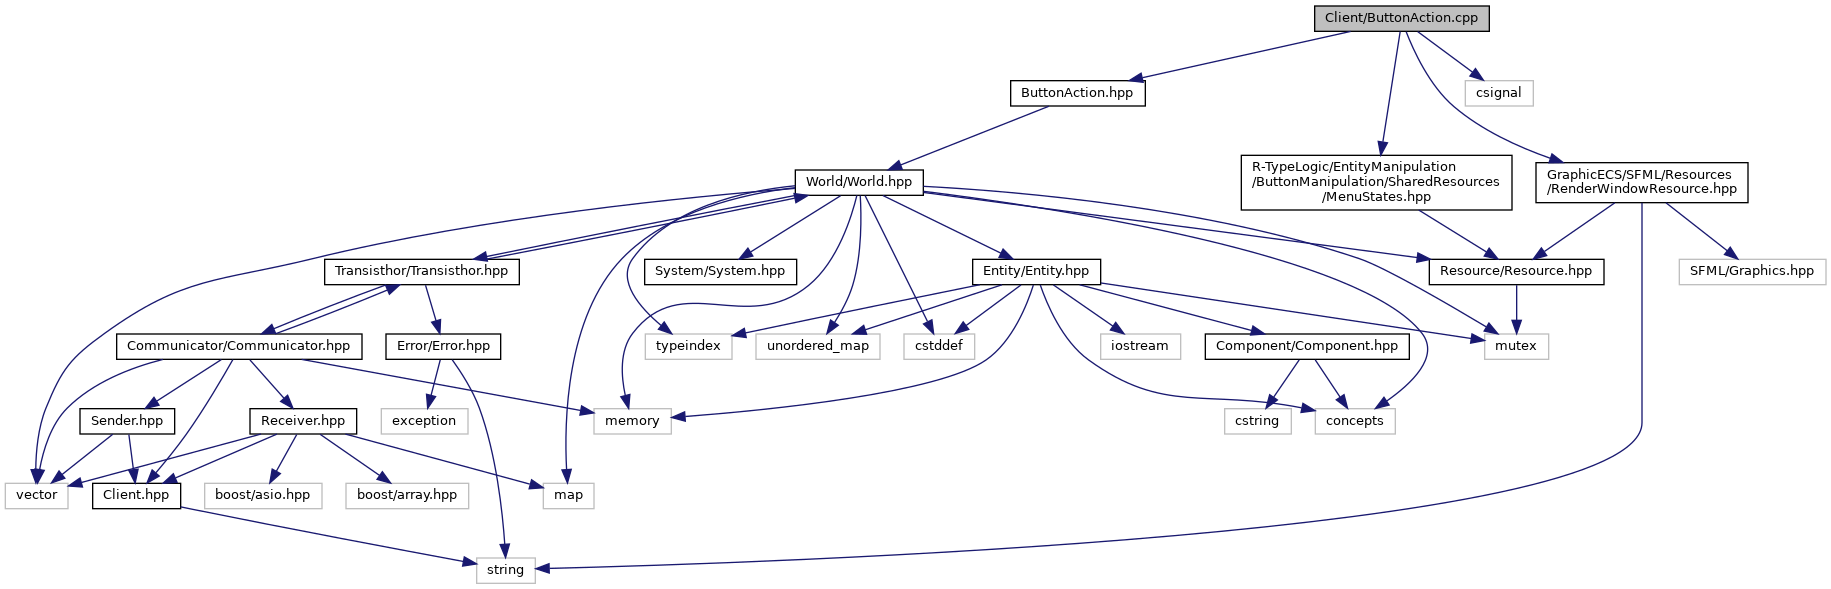 Client/ButtonAction.cpp
ButtonAction.hpp
csignal
R-TypeLogic/EntityManipulation
/ButtonManipulation/SharedResources
/MenuStates.hpp
GraphicECS/SFML/Resources
/RenderWindowResource.hpp
World/World.hpp
Transisthor/Transisthor.hpp
System/System.hpp
Entity/Entity.hpp
Resource/Resource.hpp
SFML/Graphics.hpp
Communicator/Communicator.hpp
Error/Error.hpp
typeindex
unordered_map
cstddef
iostream
Component/Component.hpp
mutex
Sender.hpp
Receiver.hpp
exception
memory
cstring
concepts
vector
Client.hpp
boost/asio.hpp
boost/array.hpp
map
string